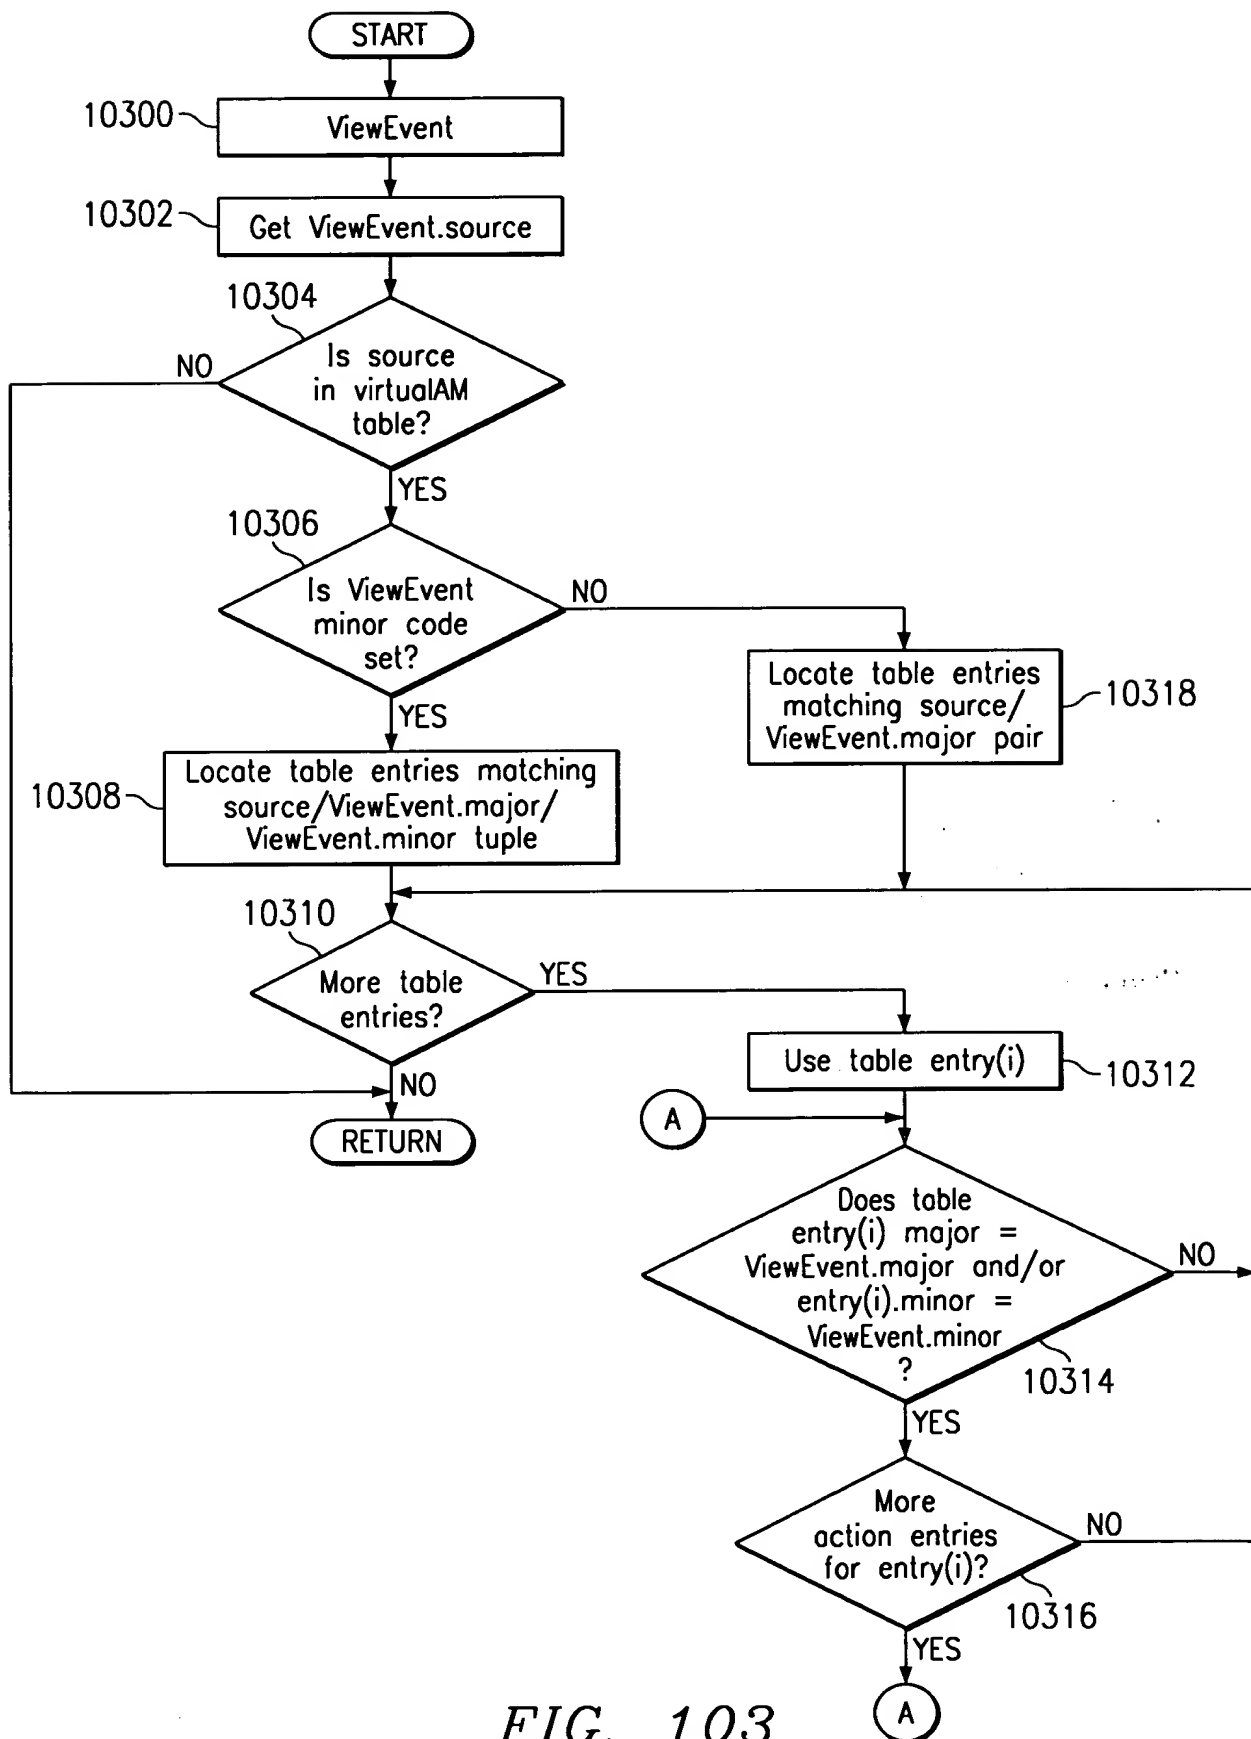 START
10300
ViewEvent
10302
Get ViewEvent.source
10304
NO
Is source
in virtualAM
table?
YES
10306
Is ViewEvent
minor code
set?
NO
YES
Locate table entries
matching source/
ViewEvent.major pair
10318
10308
Locate table entries matching
source/ViewEvent.major/
ViewEvent.minor tuple
10310
More table
entries?
YES
NO
RETURN
Use table entry(i)
10312
A
Does table
entry(i) major =
ViewEvent.major and/or
entry(i).minor =
ViewEvent.minor
?
NO
10314
YES
More
action entries
for entry(i)?
NO
10316
YES
A
FIG. 103